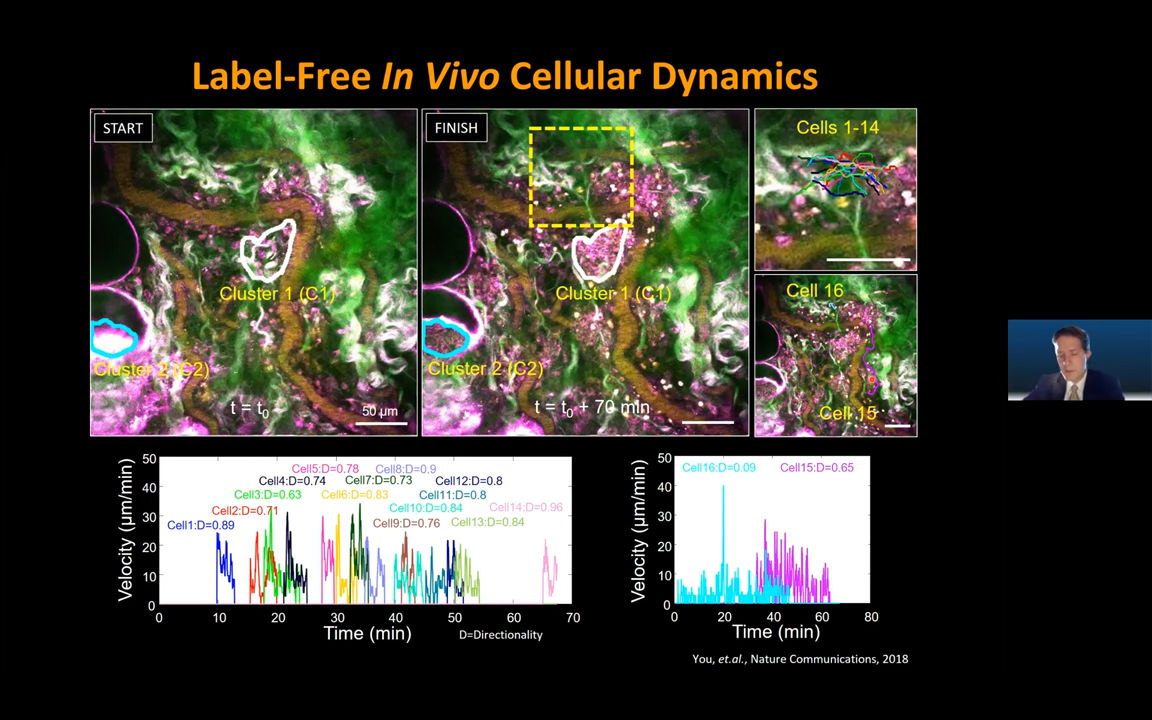 Label-Free In Vivo Cellular Dynamics
START
Cluster 1 (C1)
Cluster 2 (C2)
t = t0
50 µm
FINISH
Cluster 1 (C1)
Cluster 2 (C2)
t = t0 + 70 min
Cells 1-14
Cell 16
Cell 15
Velocity (µm/min)
50
40
30
20
10
0
Cell5:D=0.78
Cell8:D=0.9
Cell4:D=0.74
Cell7:D=0.73
Cell12:D=0.8
Cell3:D=0.63
Cell6:D=0.83
Cell11:D=0.8
Cell2:D=0.71
Cell10:D=0.84
Cell14:D=0.96
Cell1:D=0.89
Cell9:D=0.76
Cell13:D=0.84
0 10 20 30 40 50 60 70
Time (min)
D=Directionality
Velocity (µm/min)
50
40
30
20
10
0
Cell16:D=0.09
Cell15:D=0.65
0 20 40 60 80
Time (min)
You, et.al., Nature Communications, 2018